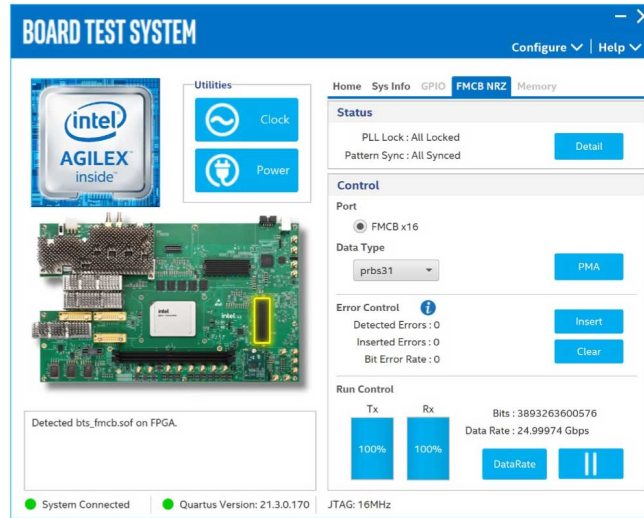 BOARD TEST SYSTEM
Configure | Help
Utilities
Clock
Power
intel
AGILEX
inside
Home Sys Info GPIO FMCB NRZ Memory
Status
PLL Lock : All Locked
Pattern Sync : All Synced
Detail
Control
Port
FMCB x16
Data Type
prbs31
PMA
Error Control
Detected Errors : 0
Inserted Errors : 0
Bit Error Rate : 0
Insert
Clear
Run Control
Tx Rx
100% 100%
Bits : 3893263600576
Data Rate : 24.99974 Gbps
DataRate
intel
intel
Detected bts_fmcb.sof on FPGA.
System Connected
Quartus Version: 21.3.0.170
JTAG: 16MHz